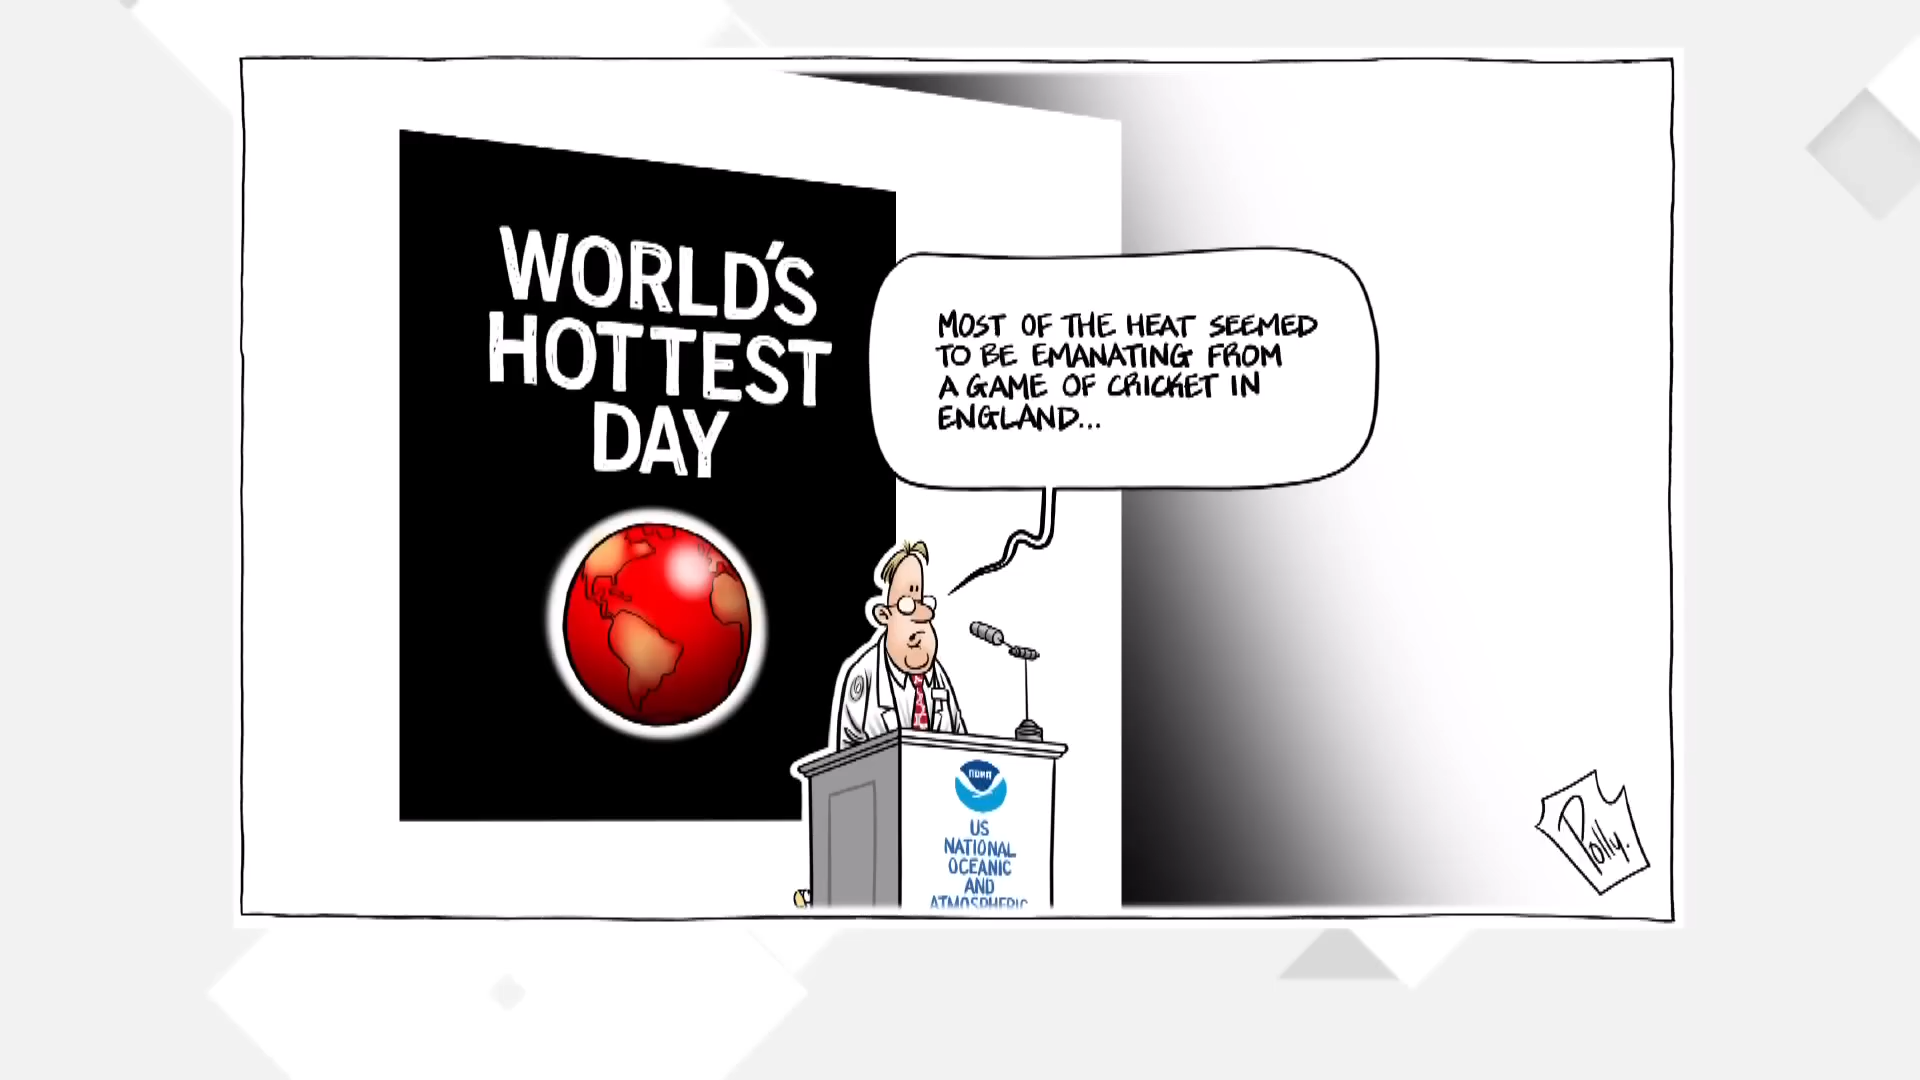 WORLD'S
HOTTEST
DAY
MOST OF THE HEAT SEEMED
TO BE EMANATING FROM
A GAME OF CRICKET IN
ENGLAND...
NOAA
US
NATIONAL
OCEANIC
AND
ATMOSPHERIC
Polly.